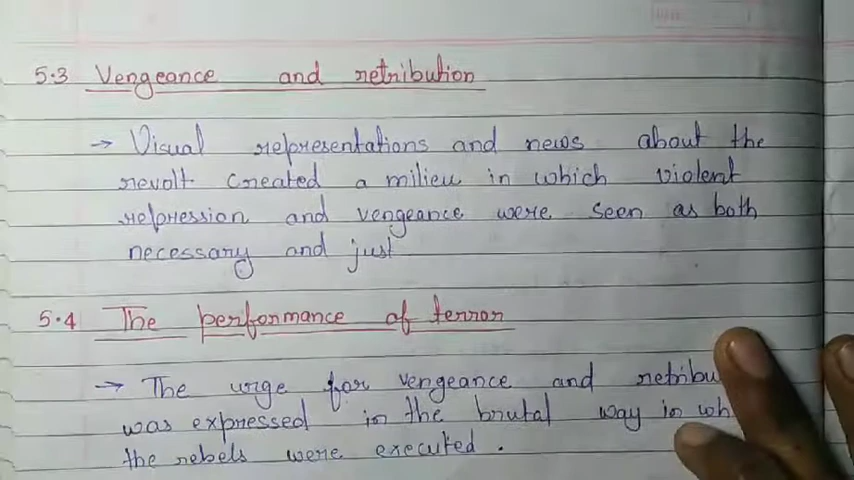 5.3 Vengeance and retribution
→ Visual representations and news about the
revolt created a milieu in which violent
repression and vengeance were seen as both
necessary and just
5.4 The performance of terror
→ The urge for vengeance and retribu
was expressed in the brutal way in wh
the rebels were executed.